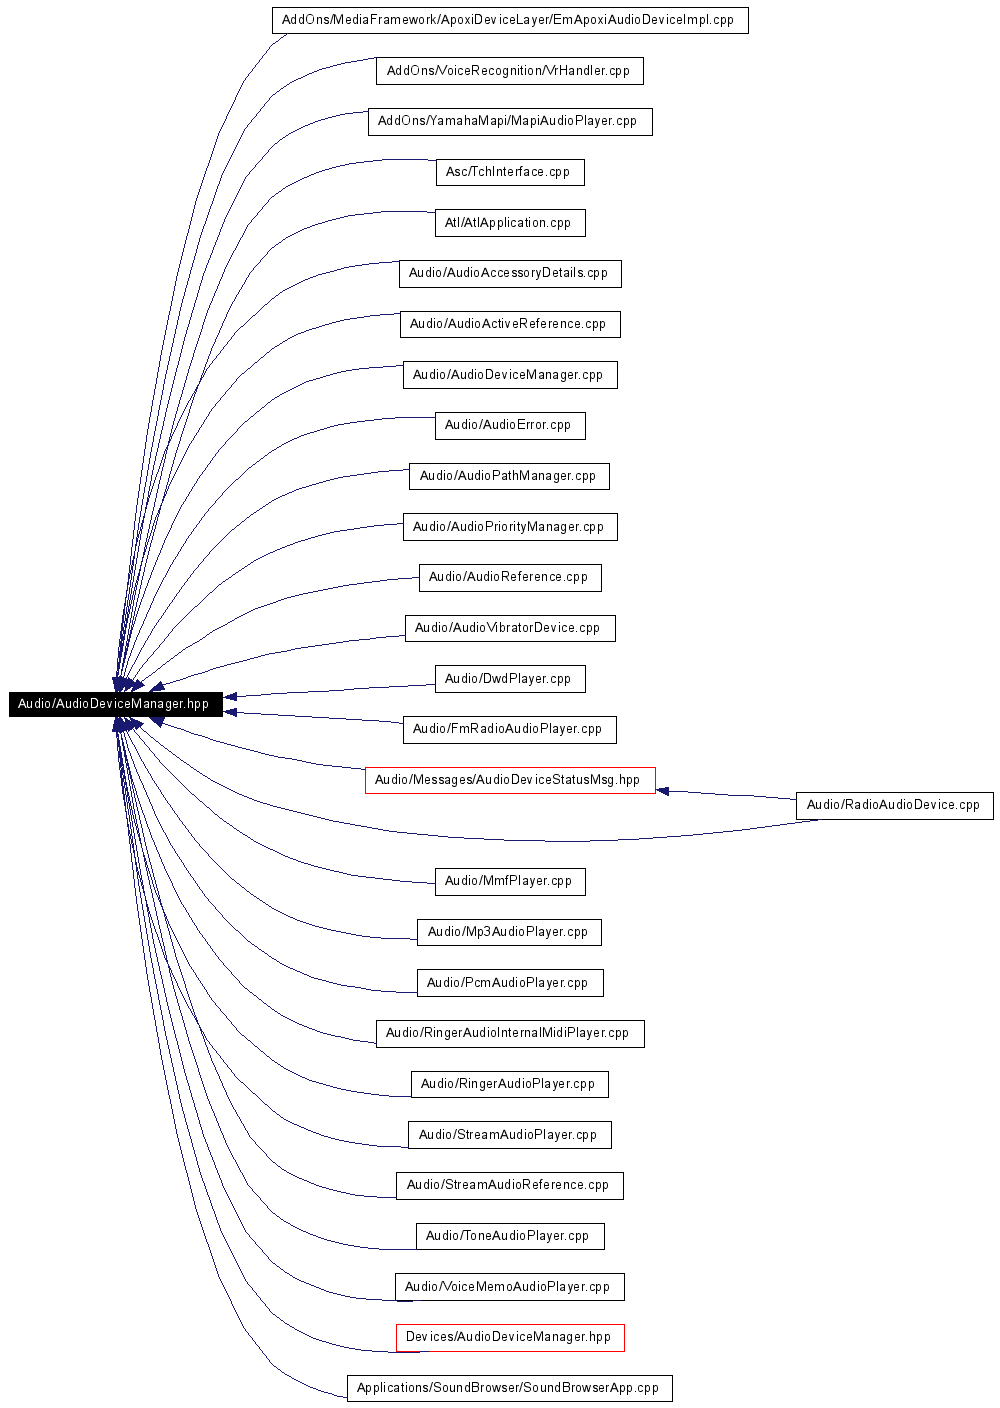 AddOns/MediaFramework/ApoxiDeviceLayer/EmApoxiAudioDeviceImpl.cpp
AddOns/VoiceRecognition/VrHandler.cpp
AddOns/YamahaMapi/MapiAudioPlayer.cpp
Asc/TchInterface.cpp
Atl/AtlApplication.cpp
Audio/AudioAccessoryDetails.cpp
Audio/AudioActiveReference.cpp
Audio/AudioDeviceManager.cpp
Audio/AudioError.cpp
Audio/AudioPathManager.cpp
Audio/AudioPriorityManager.cpp
Audio/AudioReference.cpp
Audio/AudioVibratorDevice.cpp
Audio/DwdPlayer.cpp
Audio/AudioDeviceManager.hpp
Audio/FmRadioAudioPlayer.cpp
Audio/Messages/AudioDeviceStatusMsg.hpp
Audio/RadioAudioDevice.cpp
Audio/MmfPlayer.cpp
Audio/Mp3AudioPlayer.cpp
Audio/PcmAudioPlayer.cpp
Audio/RingerAudioInternalMidiPlayer.cpp
Audio/RingerAudioPlayer.cpp
Audio/StreamAudioPlayer.cpp
Audio/StreamAudioReference.cpp
Audio/ToneAudioPlayer.cpp
Audio/VoiceMemoAudioPlayer.cpp
Devices/AudioDeviceManager.hpp
Applications/SoundBrowser/SoundBrowserApp.cpp